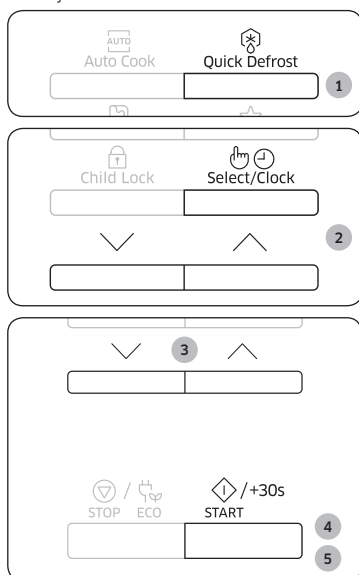 AUTO
Auto Cook Quick Defrost
1
Child Lock Select/Clock
2
3
/ /+30s
STOP ECO START
4
5